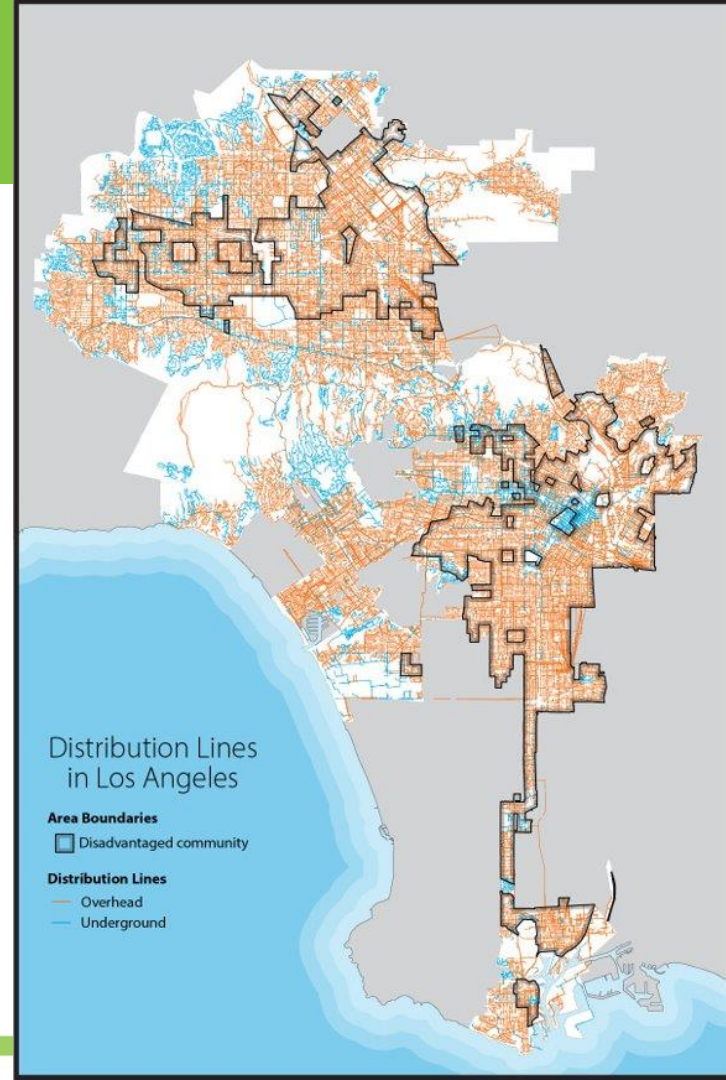 Distribution Lines
in Los Angeles
Area Boundaries
Disadvantaged community
Distribution Lines
Overhead
Underground